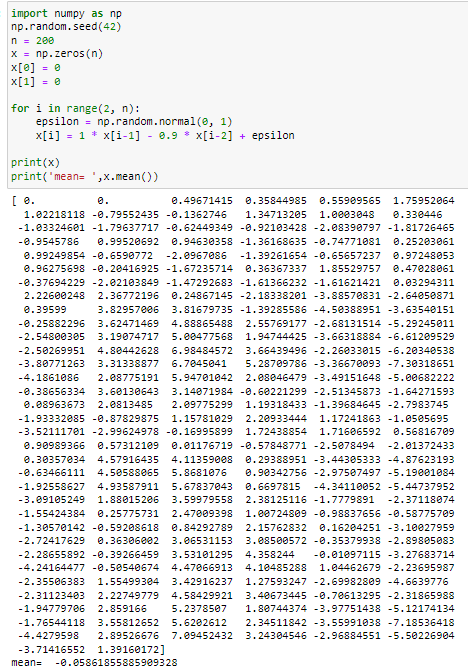 import numpy as np
np.random.seed(42)
n = 200
x = np.zeros(n)
x[0] = 0
x[1] = 0
for i in range(2, n):
    epsilon = np.random.normal(0, 1)
    x[i] = 1 * x[i-1] - 0.9 * x[i-2] + epsilon
print(x)
print('mean= ',x.mean())
[ 0.          0.          0.49671415  0.35844985  0.55909565  1.75952064
  1.02218118 -0.79552435 -0.1362746   1.34713205  1.0003048   0.330446
 -1.03324601 -1.79637717 -0.62449349 -0.92103428 -2.08390797 -1.81726465
 -0.9545786   0.99520692  0.94630358 -1.36168635 -0.74771081  0.25203061
  0.99249854 -0.6590772  -2.0967086  -1.39261654 -0.65657237  0.97248053
  0.96275698 -0.20416925 -1.67235714  0.36367337  1.85529757  0.47028061
 -0.37694229 -2.02103849 -1.47292683 -1.61366232 -1.61621421  0.03294311
  2.22600248  2.36772196  0.24867145 -2.18338201 -3.88570831 -2.64050871
  0.39599     3.82957006  3.81679735 -1.39285586 -4.50388951 -3.63540151
 -0.25882296  3.62471469  4.88865488  2.55769177 -2.68131514 -5.29245011
 -2.54800305  3.19074717  5.00477568  1.94744425 -3.66318884 -6.61209529
 -2.50269951  4.80442628  6.98484572  3.66439496 -2.26033015 -6.20340538
 -3.80771263  3.31338877  6.7045041   5.28709786 -3.36670093 -7.30318651
 -4.1861086   2.08775191  5.94701042  2.08046479 -3.49151648 -5.00682222
 -0.38656334  3.60130643  3.14071984 -0.60221299 -2.51345873 -1.64271593
  0.08963673  2.0813485   2.09775299  1.19318433 -1.39684645 -2.7983745
 -1.93332085 -0.87829875  1.15781029  2.20933444  1.17241863 -1.0505695
 -3.52111701 -2.99624978 -0.16995899  1.72438854  1.71606592  0.56816709
  0.90989366  0.57312109  0.01176719 -0.57848771 -2.5078494  -2.01372433
  0.30357034  4.57916435  4.11359008  0.29388951 -3.44305333 -4.87623193
 -0.63466111  4.50588065  5.8681076   0.90342756 -2.97507497 -5.19001084
 -1.92558627  4.93587911  5.67837043  0.6697815  -4.34110052 -5.44737952
 -3.09105249  1.88015206  3.59979558  2.38125116 -1.7779891  -2.37118074
 -1.55424384  0.25775731  2.47009398  1.00724809 -0.98837656 -0.58775709
 -1.30570142 -0.59208618  0.84292789  2.15762832  0.16204251 -3.10027959
 -2.72417629  0.36306002  3.06531153  3.08500572 -0.35379938 -2.89805083
 -2.28655892 -0.39266459  3.53101295  4.358244   -0.01097115 -3.27683714
 -4.24164477 -0.50540674  4.47066913  4.10485288  1.04462679 -2.23695987
 -2.35506383  1.55499304  3.42916237  1.27593247 -2.69982809 -4.6639776
 -2.31123403  2.22749779  4.58429921  3.40673445 -0.70613295 -2.31865988
 -1.94779706  2.859166    5.2378507   1.80744374 -3.97751438 -5.12174134
 -1.76544118  3.55812652  5.6202612   2.34511842 -3.55991038 -7.18536418
 -4.4279598   2.89526676  7.09452432  3.24304546 -2.96884551 -5.50226904
 -3.71416552  1.39160172]
mean=  -0.05861855885909328